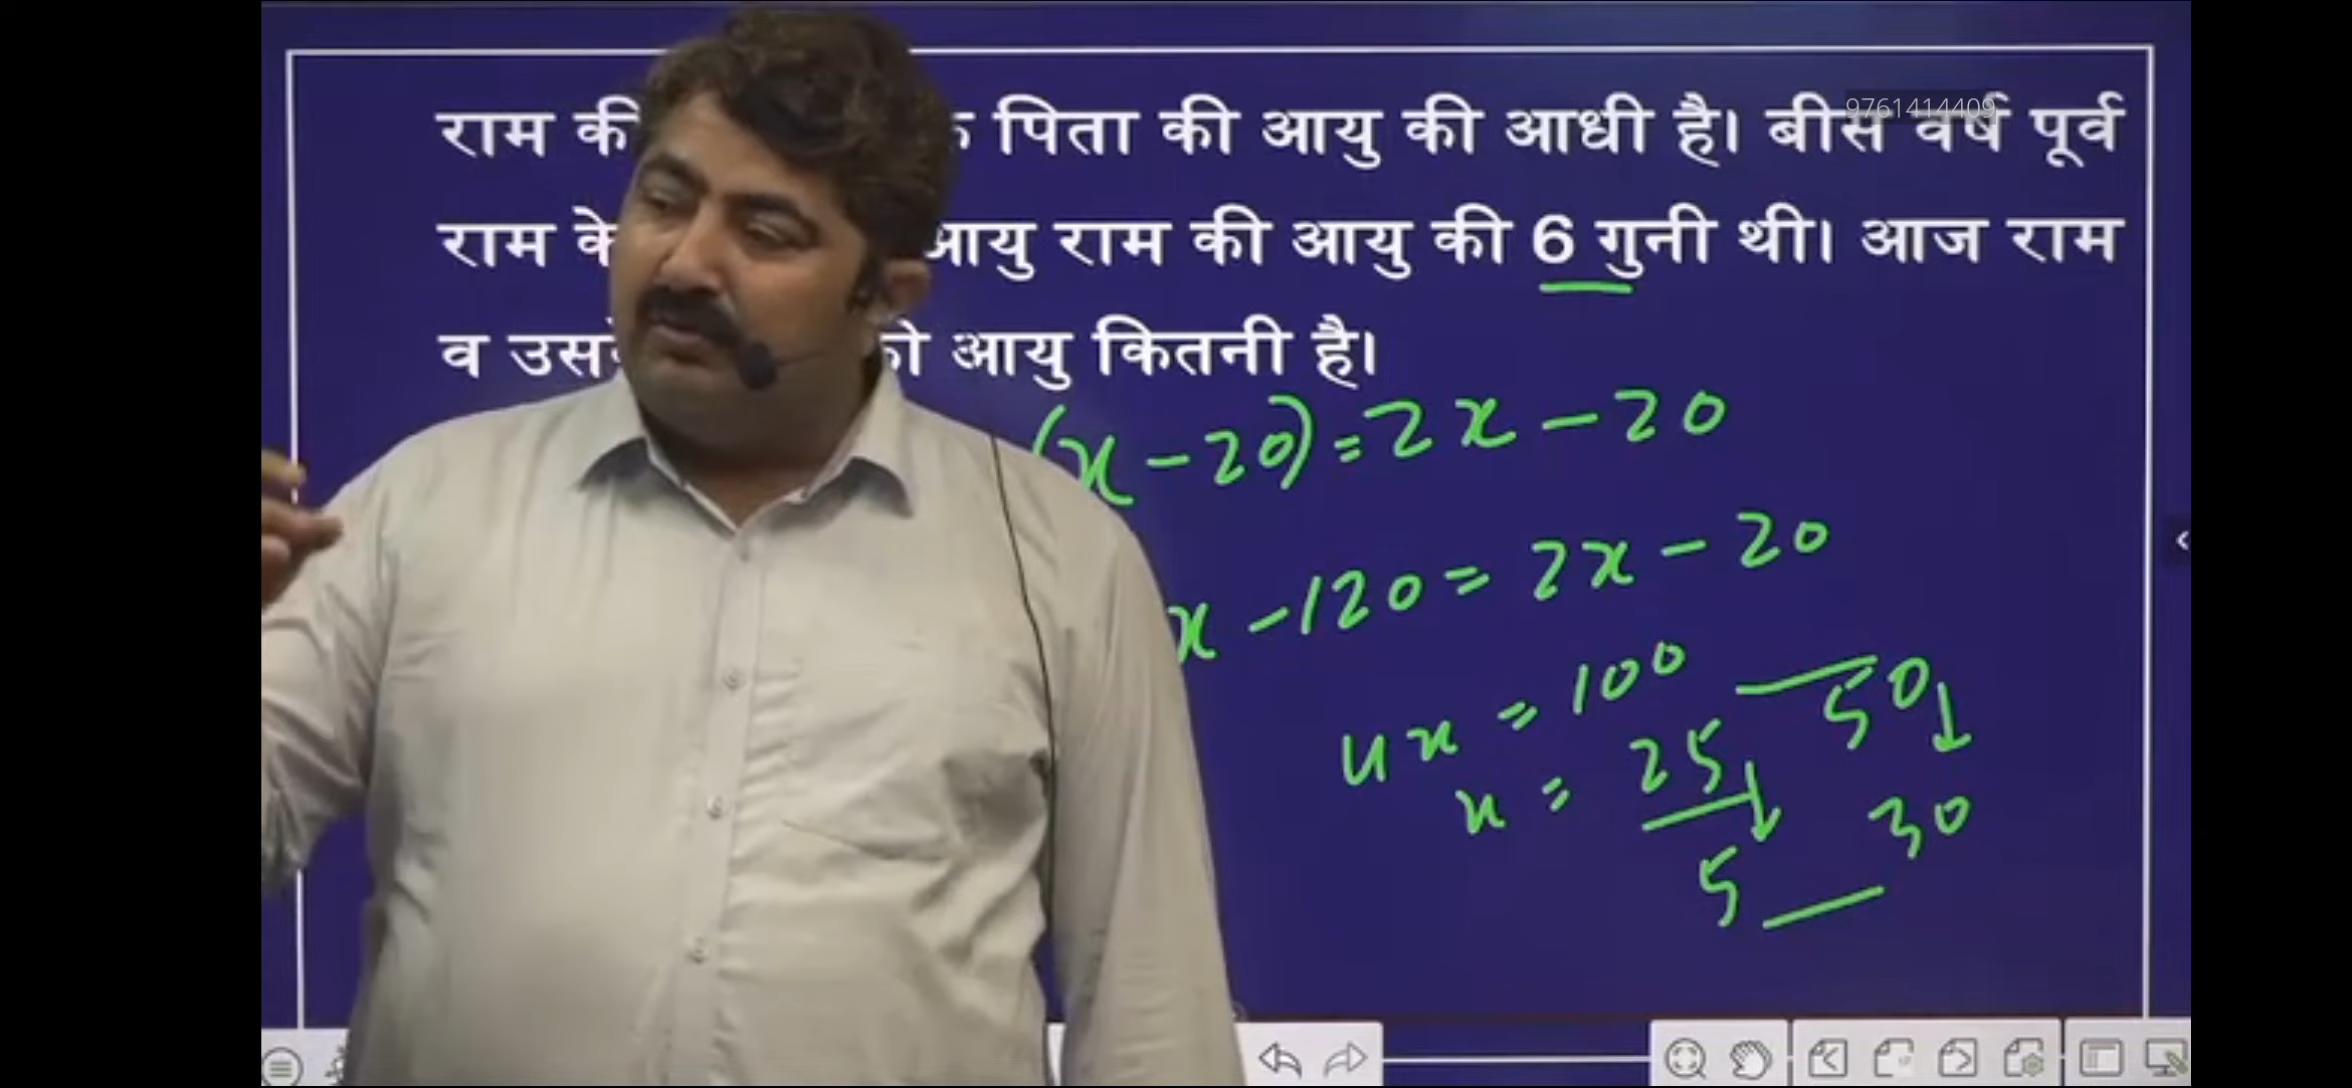 राम की पिता की आयु की आधी है। बीस वर्ष पूर्व
9761414409
राम के आयु राम की आयु की 6 गुनी थी। आज राम
व आयु कितनी है।
(x-20)=2x-20
x-120=2x-20
4x=100
50
x=25
30
5